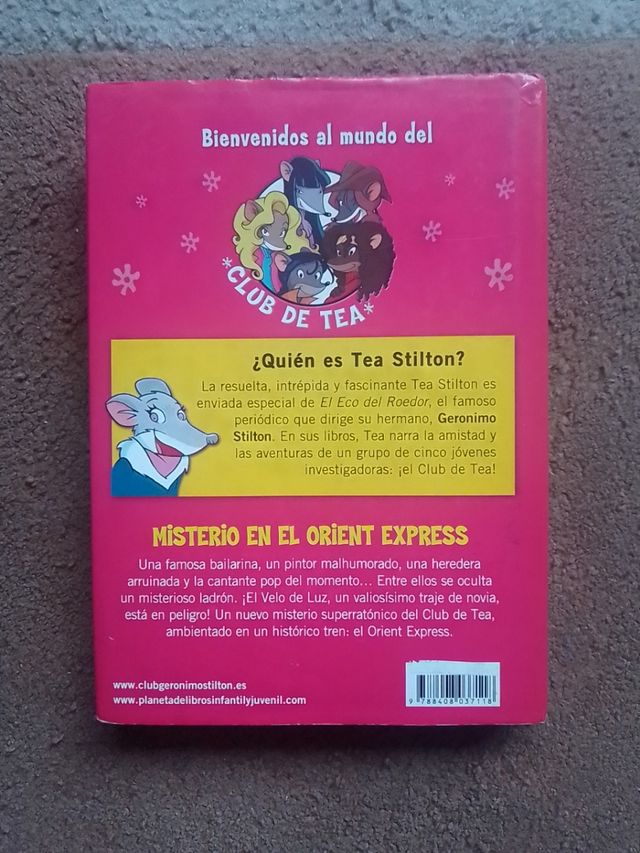 Bienvenidos al mundo del
*CLUB DE TEA*
¿Quién es Tea Stilton?
La resuelta, intrépida y fascinante Tea Stilton es
enviada especial de El Eco del Roedor, el famoso
periódico que dirige su hermano, Geronimo
Stilton. En sus libros, Tea narra la amistad y
las aventuras de un grupo de cinco jóvenes
investigadoras: ¡el Club de Tea!
MISTERIO EN EL ORIENT EXPRESS
Una famosa bailarina, un pintor malhumorado, una heredera
arruinada y la cantante pop del momento... Entre ellos se oculta
un misterioso ladrón. ¡El Velo de Luz, un valiosísimo traje de novia,
está en peligro! Un nuevo misterio superratónico del Club de Tea,
ambientado en un histórico tren: el Orient Express.
www.clubgeronimostilton.es
www.planetadelibrosinfantilyjuvenil.com
9 788408 037118